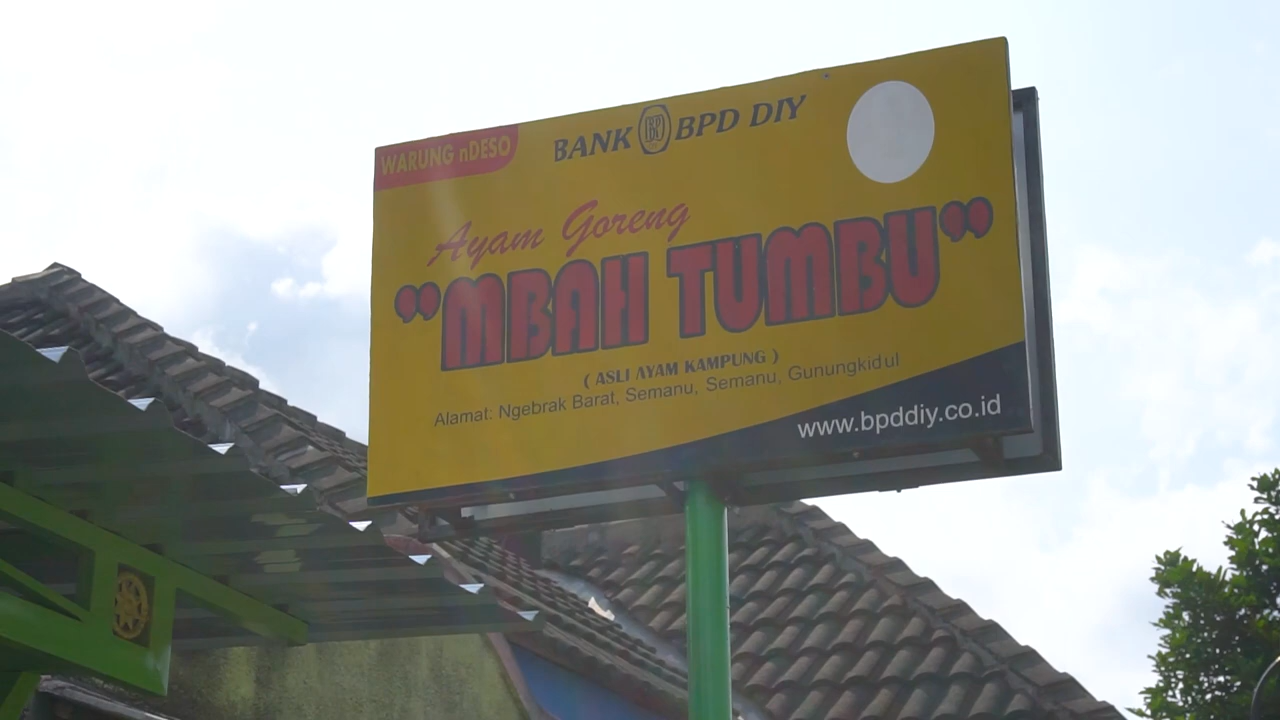 WARUNG nDESO
BANK BPD DIY
Ayam Goreng
"MBAH TUMBU"
( ASLI AYAM KAMPUNG )
Alamat: Ngebrak Barat, Semanu, Semanu, Gunungkidul
www.bpddiy.co.id